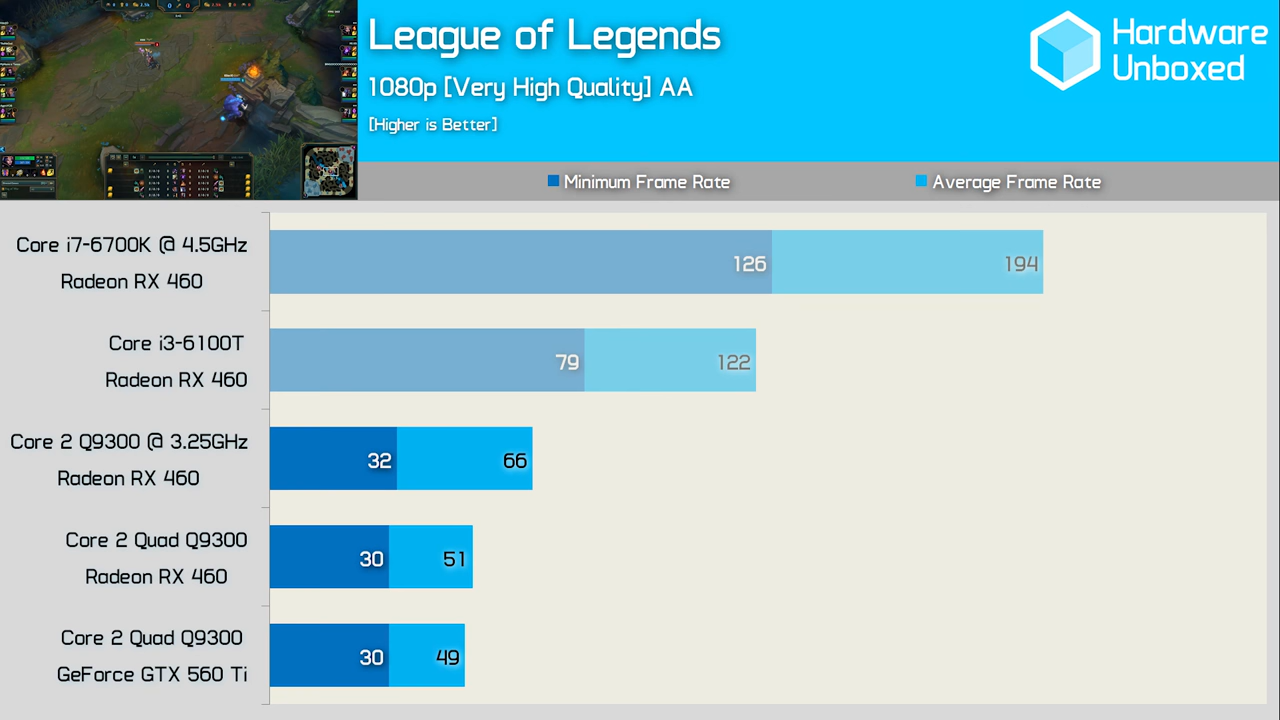 League of Legends
1080p [Very High Quality] AA
[Higher is Better]
Hardware
Unboxed
Minimum Frame Rate
Average Frame Rate
Core i7-6700K @ 4.5GHz
Radeon RX 460
126
194
Core i3-6100T
Radeon RX 460
79
122
Core 2 Q9300 @ 3.25GHz
Radeon RX 460
32
66
Core 2 Quad Q9300
Radeon RX 460
30
51
Core 2 Quad Q9300
GeForce GTX 560 Ti
30
49